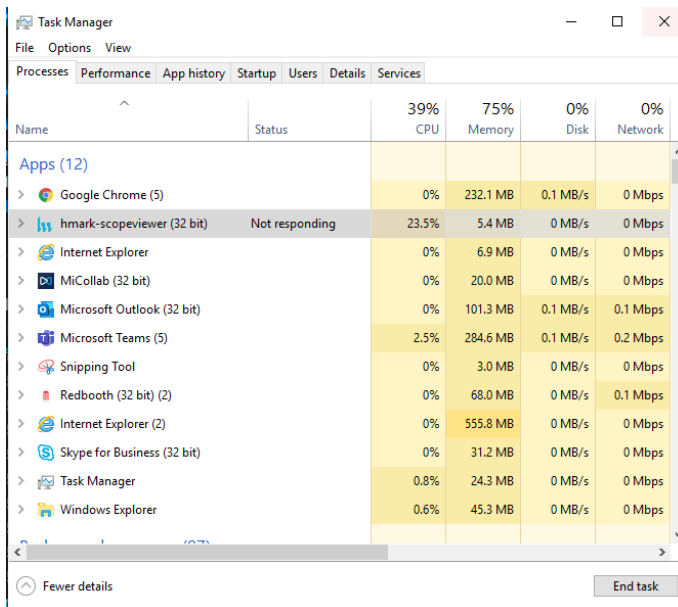 Task Manager
File Options View
Processes Performance App history Startup Users Details Services
39% 75% 0% 0%
Name Status CPU Memory Disk Network
Apps (12)
Google Chrome (5) 0% 232.1 MB 0.1 MB/s 0 Mbps
hmark-scopeviewer (32 bit) Not responding 23.5% 5.4 MB 0 MB/s 0 Mbps
Internet Explorer 0% 6.9 MB 0 MB/s 0 Mbps
MiCollab (32 bit) 0% 20.0 MB 0 MB/s 0 Mbps
Microsoft Outlook (32 bit) 0% 101.3 MB 0.1 MB/s 0.1 Mbps
Microsoft Teams (5) 2.5% 284.6 MB 0.1 MB/s 0.2 Mbps
Snipping Tool 0% 3.0 MB 0 MB/s 0 Mbps
Redbooth (32 bit) (2) 0% 68.0 MB 0 MB/s 0.1 Mbps
Internet Explorer (2) 0% 555.8 MB 0 MB/s 0 Mbps
Skype for Business (32 bit) 0% 31.2 MB 0 MB/s 0 Mbps
Task Manager 0.8% 24.3 MB 0 MB/s 0 Mbps
Windows Explorer 0.6% 45.3 MB 0 MB/s 0 Mbps
Fewer details End task